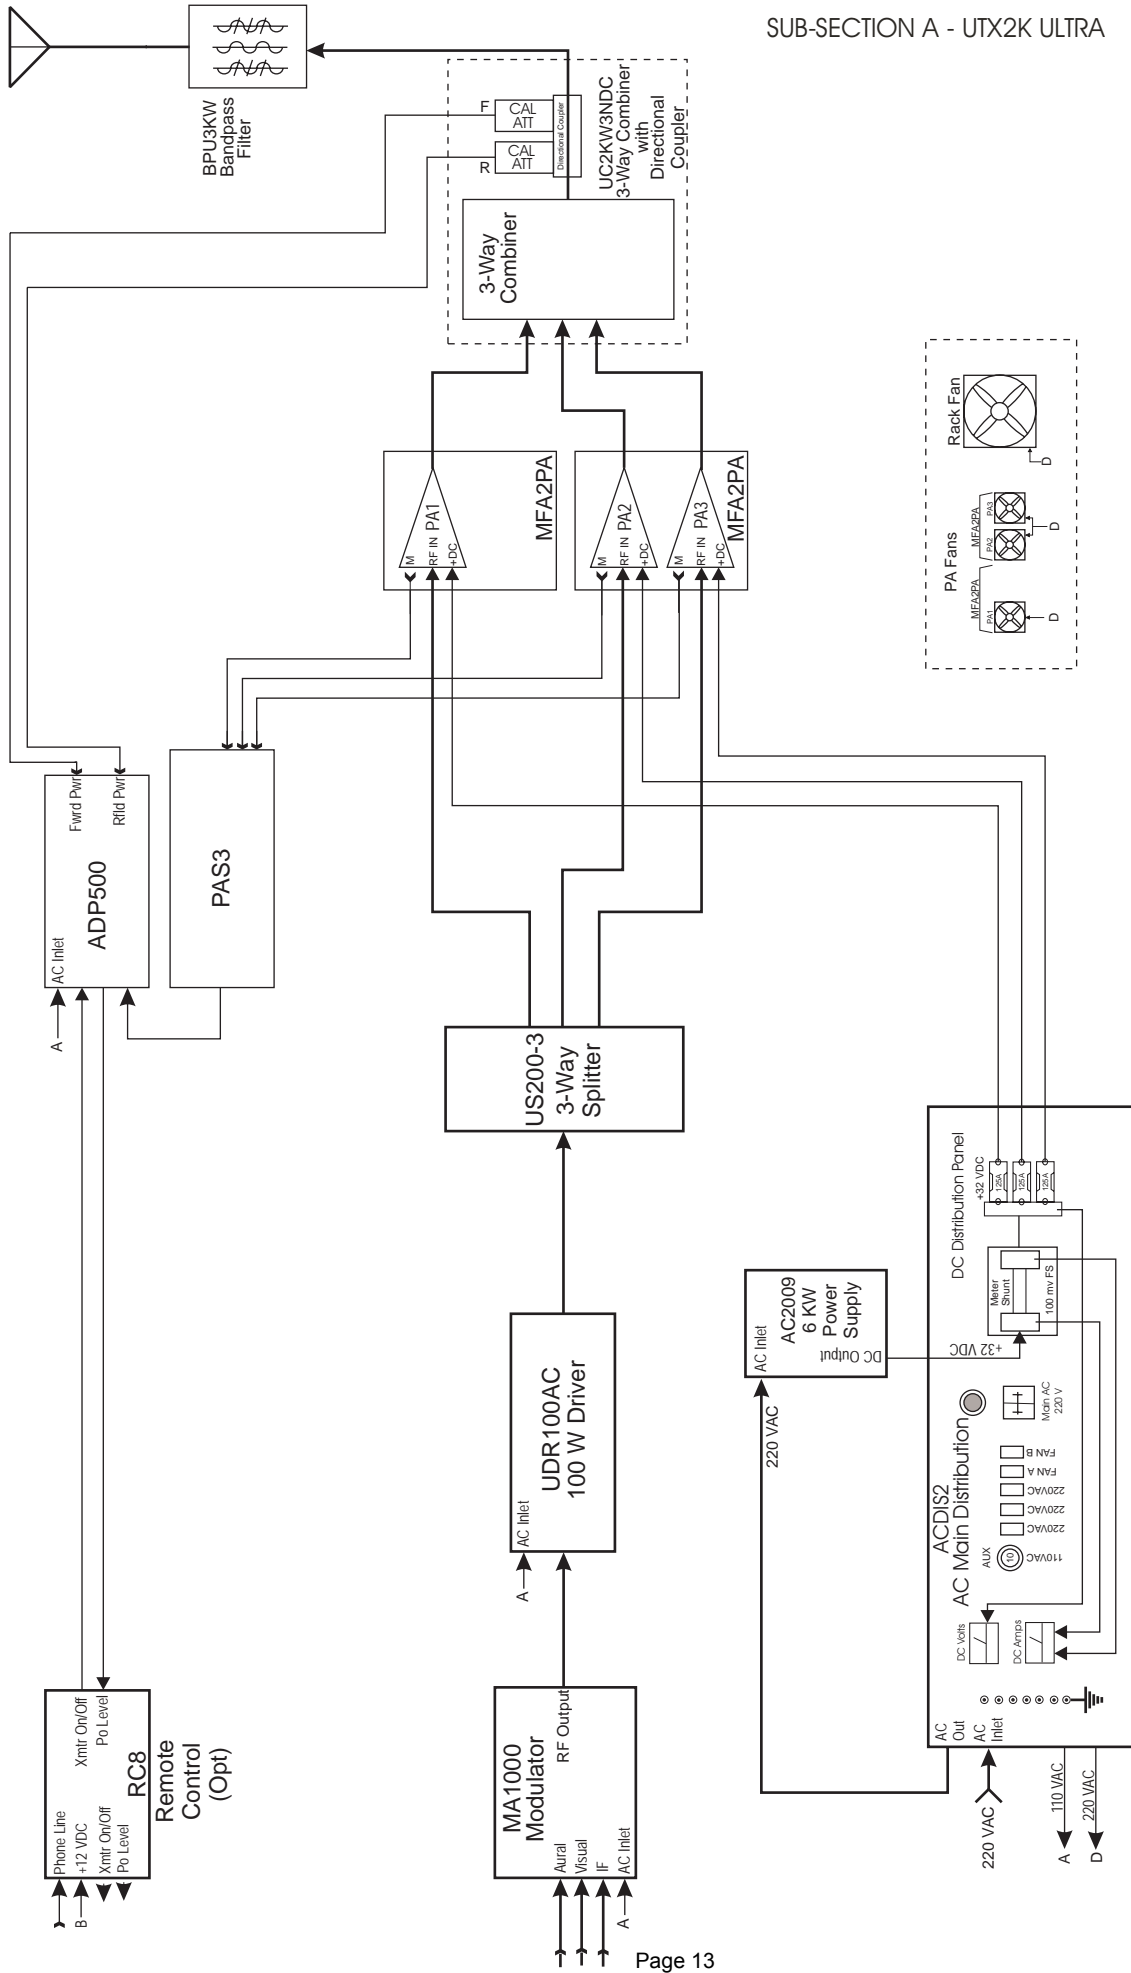 SUB-SECTION A - UTX2K ULTRA
BPU3KW
Bandpass
Filter
F
CAL
ATT
R
CAL
ATT
Directional Coupler
UC2KW3NDC
3-Way Combiner
with
Directional
Coupler
3-Way
Combiner
MFA2PA
M
RF IN
+DC
PA1
MFA2PA
M
RF IN
+DC
PA2
M
RF IN
+DC
PA3
PA Fans
MFA2PA
PA1
D
MFA2PA
PA2
PA3
D
Rack Fan
D
ADP500
AC Inlet
A
Fwrd Pwr
Rfld Pwr
PAS3
US200-3
3-Way
Splitter
UDR100AC
100 W Driver
AC Inlet
A
MA1000
Modulator
Aural
Visual
IF
AC Inlet
A
RF Output
RC8
Remote
Control
(Opt)
Phone Line
+12 VDC
B
Xmtr On/Off
Po Level
Xmtr On/Off
Po Level
AC2009
6 KW
Power
Supply
AC Inlet
DC Output
220 VAC
+32 VDC
DC Distribution Panel
+32 VDC
125A
125A
125A
Meter
Shunt
100 mv FS
ACDIS2
AC Main Distribution
Main AC
220 V
FAN B
FAN A
220VAC
220VAC
220VAC
AUX
10
110VAC
DC Volts
DC Amps
AC
Out
AC
Inlet
220 VAC
110 VAC
A
220 VAC
D
Page 13